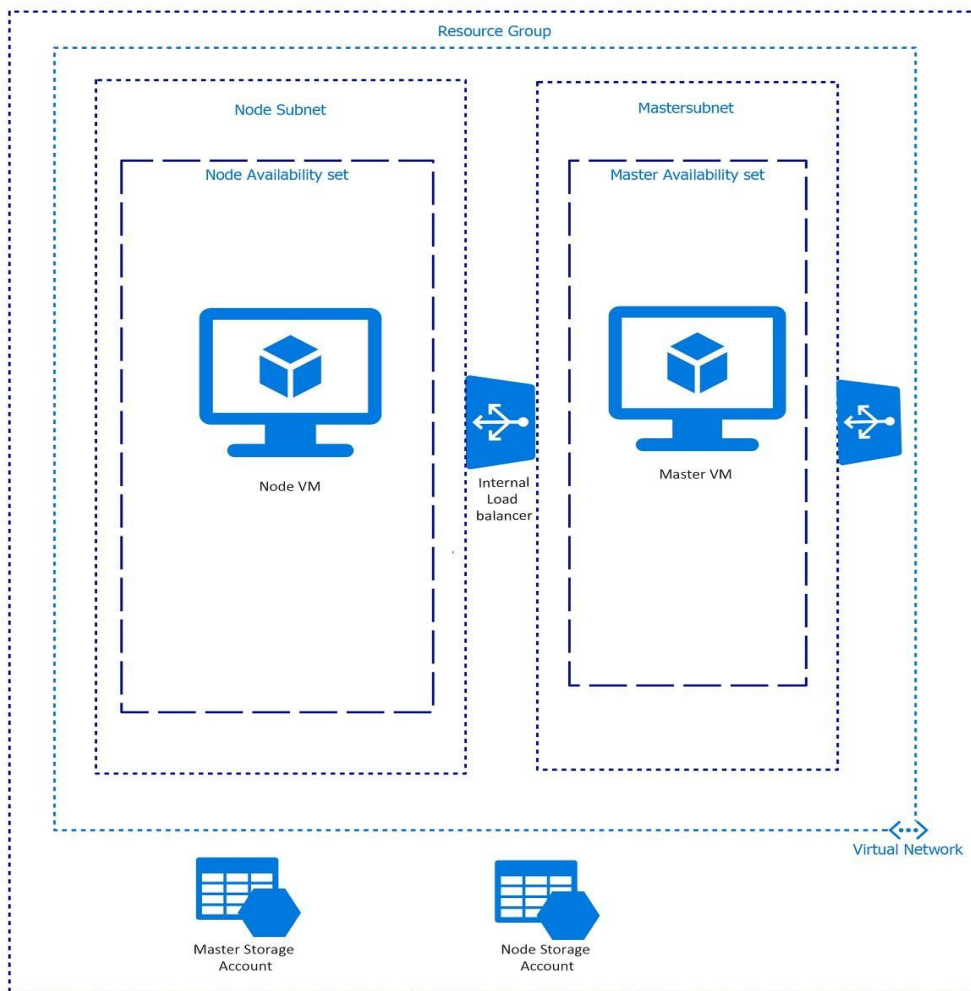 Resource Group
Node Subnet
Mastersubnet
Node Availability set
Master Availability set
Node VM
Internal
Load
balancer
Master VM
Virtual Network
Master Storage
Account
Node Storage
Account